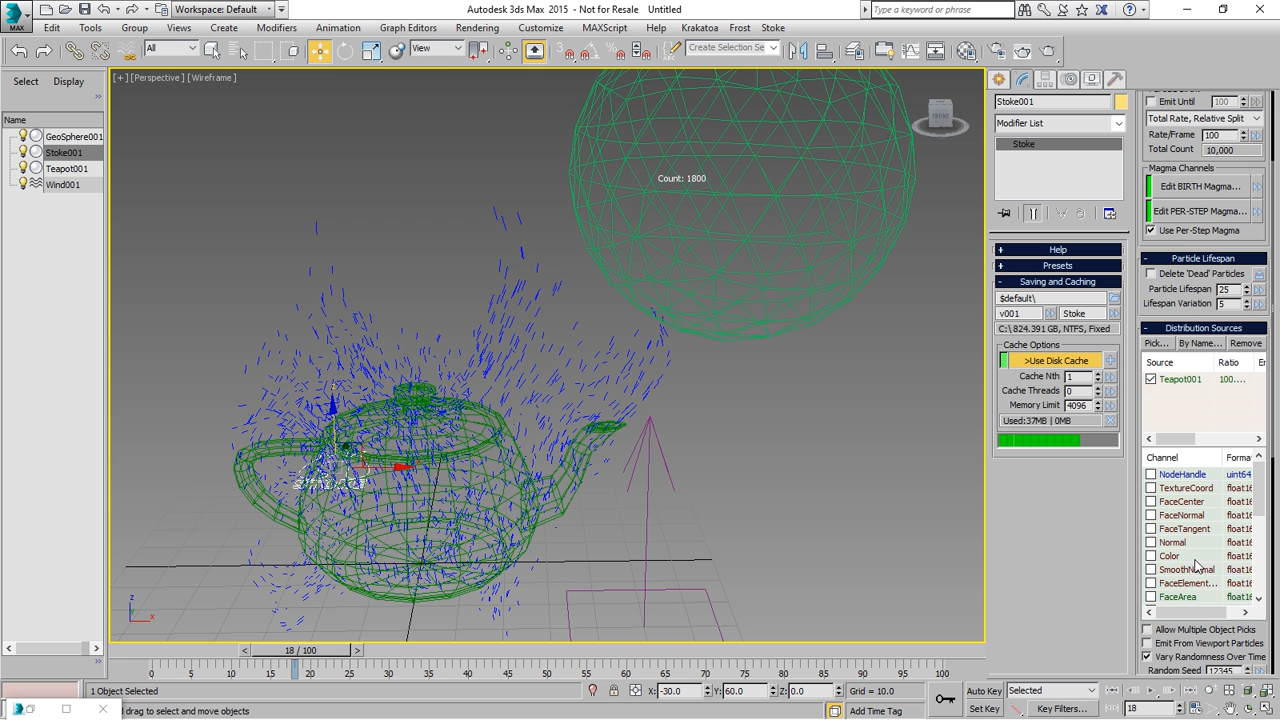 MAX
Workspace: Default
Autodesk 3ds Max 2015 - Not for Resale Untitled
Type a keyword or phrase
Edit Tools Group Views Create Modifiers Animation Graph Editors Rendering Customize MAXScript Help Krakatoa Frost Stoke
All View Create Selection Se
Select Display
[+] [Perspective] [Wireframe]
Name
GeoSphere001
Stoke001
Teapot001
Wind001
Count: 1800
FRONT
Stoke001
Modifier List
Stoke
+ Help
+ Presets
- Saving and Caching
$default\
v001 Stoke
C:\ 824.391 GB, NTFS, Fixed
Cache Options
>Use Disk Cache
Cache Nth 1
Cache Threads 0
Memory Limit 4096
Used:37MB | 0MB
Emit Until 100
Total Rate, Relative Split
Rate/Frame 100
Total Count 10,000
Magma Channels
Edit BIRTH Magma...
Edit PER-STEP Magma...
Use Per-Step Magma
- Particle Lifespan
Delete 'Dead' Particles
Particle Lifespan 25
Lifespan Variation 5
- Distribution Sources
Pick... By Name... Remove
Source Ratio
Teapot001 100....
Channel Forma
NodeHandle uint64
TextureCoord float16
FaceCenter float16
FaceNormal float16
FaceTangent float16
Normal float16
Color float16
SmoothNormal float16
FaceElement... float16
FaceArea float16
Allow Multiple Object Picks
Emit From Viewport Particles
Vary Randomness Over Time
Random Seed 12345
z
x
18 / 100
0 5 10 15 20 25 30 35 40 45 50 55 60 65 70 75 80 85 90 95 100
1 Object Selected
X: -30.0 Y: 60.0 Z: 0.0 Grid = 10.0
Auto Key Selected
drag to select and move objects
Add Time Tag
Set Key Key Filters... 18